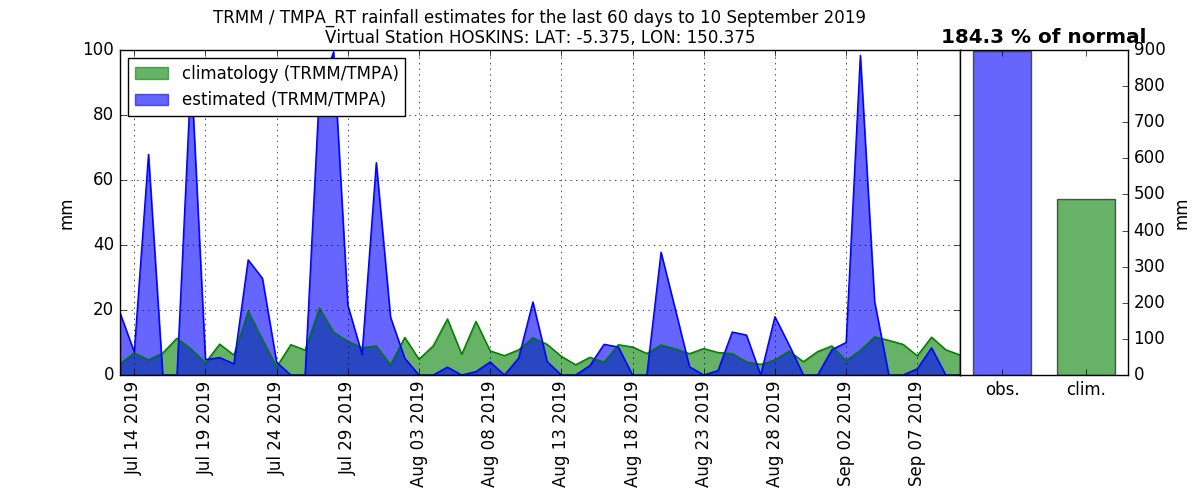 TRMM / TMPA_RT rainfall estimates for the last 60 days to 10 September 2019
Virtual Station HOSKINS: LAT: -5.375, LON: 150.375
184.3 % of normal
climatology (TRMM/TMPA)
estimated (TRMM/TMPA)
mm
100
80
60
40
20
0
Jul 14 2019
Jul 19 2019
Jul 24 2019
Jul 29 2019
Aug 03 2019
Aug 08 2019
Aug 13 2019
Aug 18 2019
Aug 23 2019
Aug 28 2019
Sep 02 2019
Sep 07 2019
900
800
700
600
500
400
300
200
100
0
mm
obs.
clim.